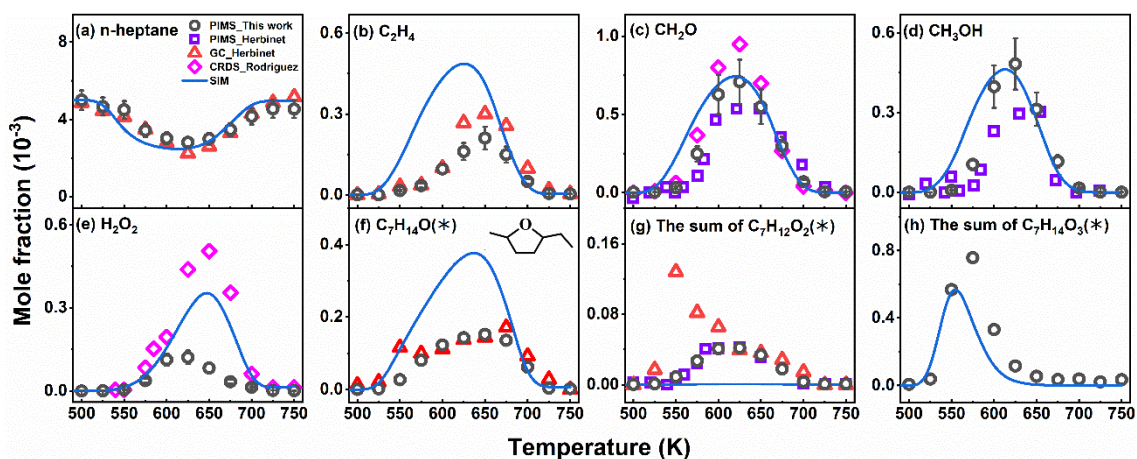 (a) n-heptane
PIMS_This work
PIMS_Herbinet
GC_Herbinet
CRDS_Rodriguez
SIM
(b) C₂H₄
(c) CH₂O
(d) CH₃OH
8
4
0
0.6
0.3
0.0
1.0
0.5
0.0
0.6
0.3
0.0
Mole fraction (10⁻³)
(e) H₂O₂
(f) C₇H₁₄O(*)
O
(g) The sum of C₇H₁₂O₂(*)
(h) The sum of C₇H₁₄O₃(*)
0.6
0.3
0.0
0.4
0.2
0.0
0.16
0.08
0.00
0.8
0.4
0.0
500 550 600 650 700 750
500 550 600 650 700 750
500 550 600 650 700 750
500 550 600 650 700 750
Temperature (K)